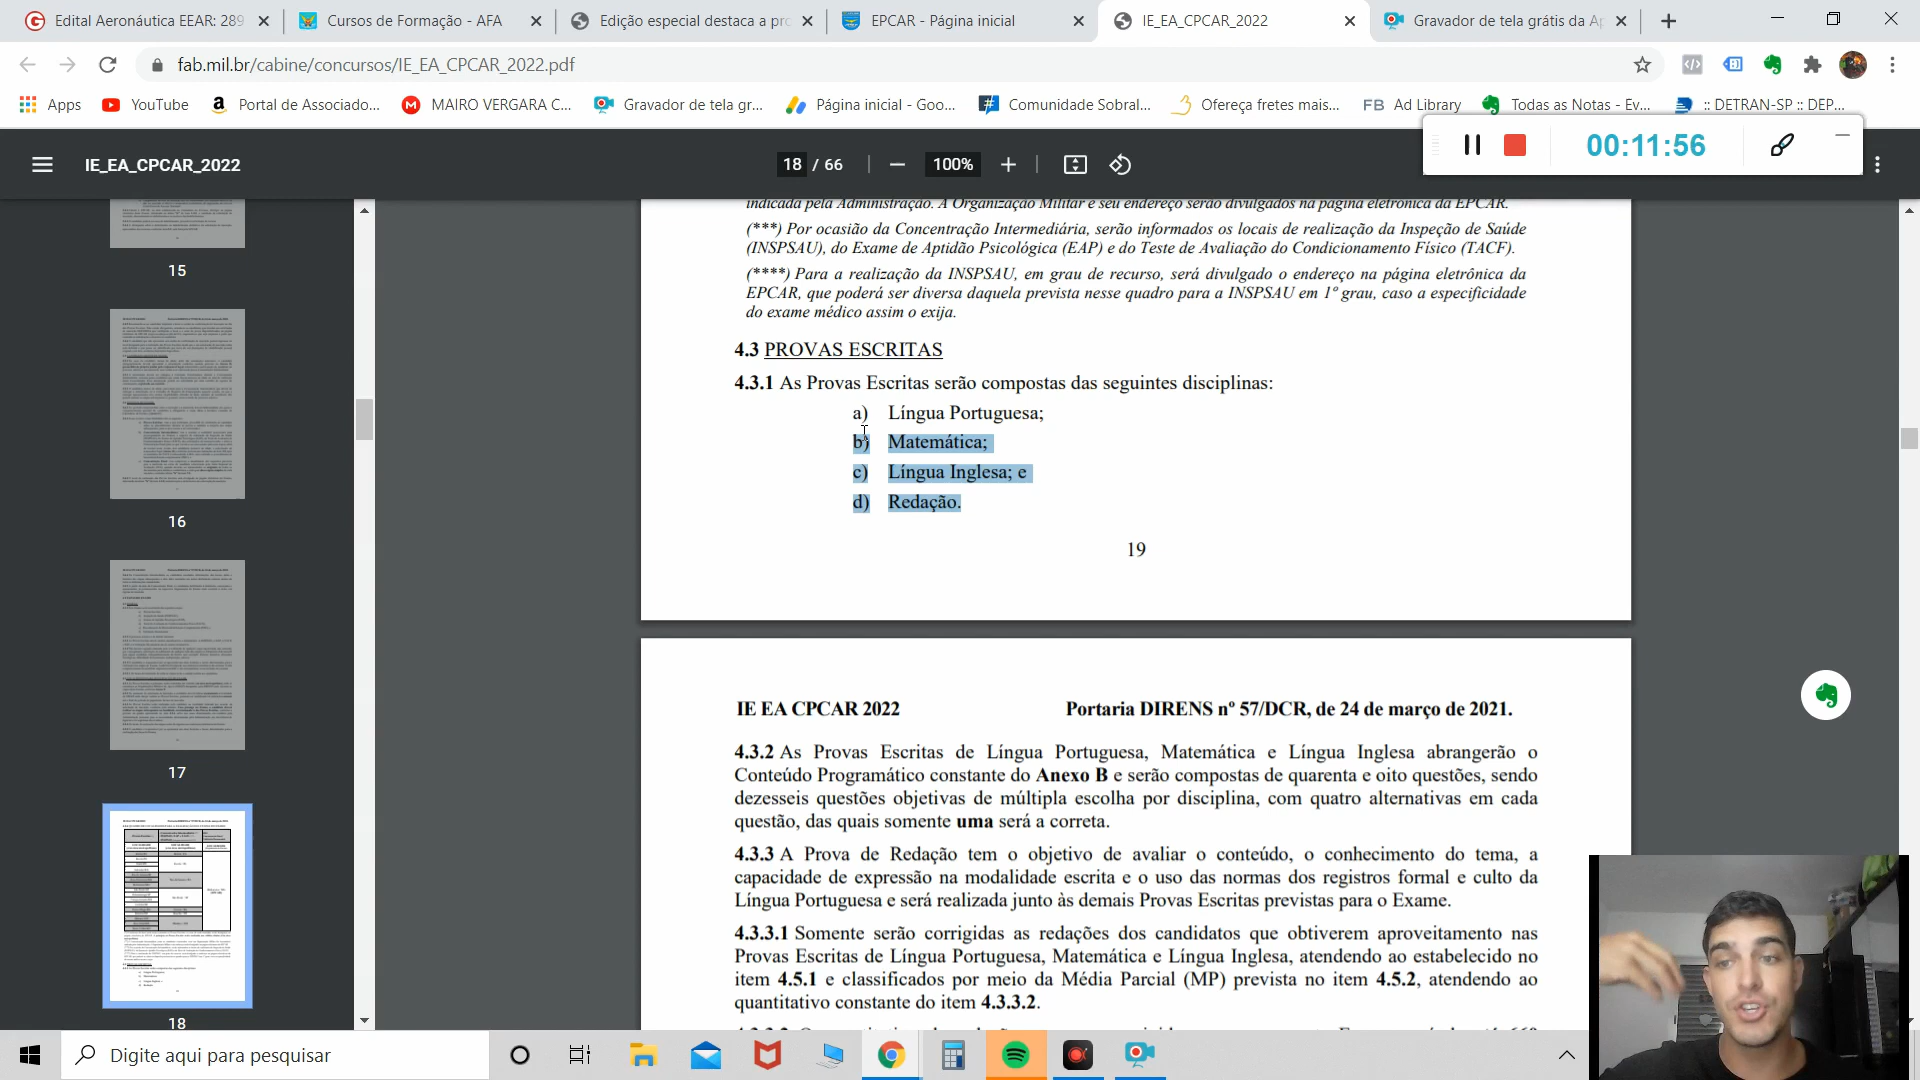 Edital Aeronáutica EEAR: 289
Cursos de Formação - AFA
Edição especial destaca a pro
EPCAR - Página inicial
IE_EA_CPCAR_2022
Gravador de tela grátis da Ap
fab.mil.br/cabine/concursos/IE_EA_CPCAR_2022.pdf
Apps
YouTube
Portal de Associado...
MAIRO VERGARA C...
Gravador de tela gr...
Página inicial - Goo...
Comunidade Sobral...
Ofereça fretes mais...
FB Ad Library
Todas as Notas - Ev...
:: DETRAN-SP :: DEP...
IE_EA_CPCAR_2022
18 / 66
100%
00:11:56
15
16
17
18
indicada pela Administração. A Organização Militar e seu endereço serão divulgados na página eletrônica da EPCAR.
(***) Por ocasião da Concentração Intermediária, serão informados os locais de realização da Inspeção de Saúde
(INSPSAU), do Exame de Aptidão Psicológica (EAP) e do Teste de Avaliação do Condicionamento Físico (TACF).
(****) Para a realização da INSPSAU, em grau de recurso, será divulgado o endereço na página eletrônica da
EPCAR, que poderá ser diversa daquela prevista nesse quadro para a INSPSAU em 1º grau, caso a especificidade
do exame médico assim o exija.
4.3 PROVAS ESCRITAS
4.3.1 As Provas Escritas serão compostas das seguintes disciplinas:
a) Língua Portuguesa;
b) Matemática;
c) Língua Inglesa; e
d) Redação.
19
IE EA CPCAR 2022 Portaria DIRENS nº 57/DCR, de 24 de março de 2021.
4.3.2 As Provas Escritas de Língua Portuguesa, Matemática e Língua Inglesa abrangerão o
Conteúdo Programático constante do Anexo B e serão compostas de quarenta e oito questões, sendo
dezesseis questões objetivas de múltipla escolha por disciplina, com quatro alternativas em cada
questão, das quais somente uma será a correta.
4.3.3 A Prova de Redação tem o objetivo de avaliar o conteúdo, o conhecimento do tema, a
capacidade de expressão na modalidade escrita e o uso das normas dos registros formal e culto da
Língua Portuguesa e será realizada junto às demais Provas Escritas previstas para o Exame.
4.3.3.1 Somente serão corrigidas as redações dos candidatos que obtiverem aproveitamento nas
Provas Escritas de Língua Portuguesa, Matemática e Língua Inglesa, atendendo ao estabelecido no
item 4.5.1 e classificados por meio da Média Parcial (MP) prevista no item 4.5.2, atendendo ao
quantitativo constante do item 4.3.3.2.
Digite aqui para pesquisar